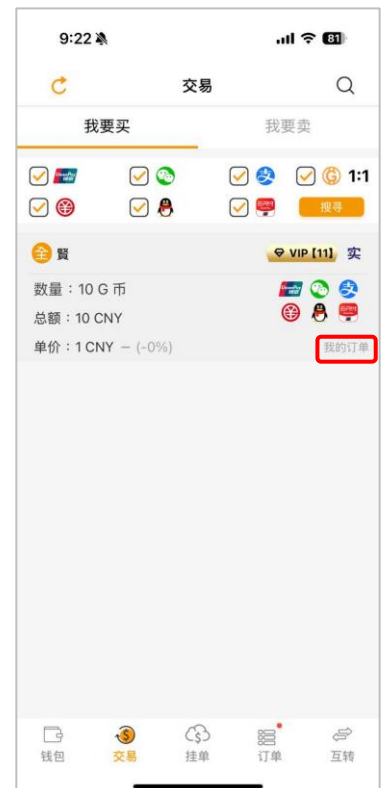 9:22 81
交易
我要买 我要卖
1:1
搜寻
全 賢 VIP [11] 实
数量：10 G 币
总额：10 CNY
单价：1 CNY － (-0%) 我的订单
钱包 交易 挂单 订单 互转